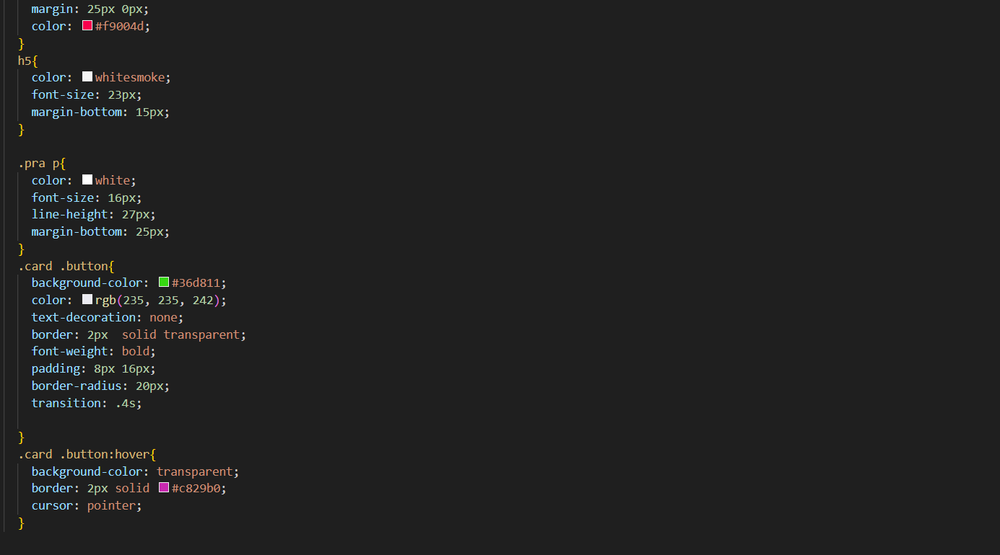 margin: 25px 0px;
color: #f9004d;
}
h5{
color: whitesmoke;
font-size: 23px;
margin-bottom: 15px;
}
.pra p{
color: white;
font-size: 16px;
line-height: 27px;
margin-bottom: 25px;
}
.card .button{
background-color: #36d811;
color: rgb(235, 235, 242);
text-decoration: none;
border: 2px  solid transparent;
font-weight: bold;
padding: 8px 16px;
border-radius: 20px;
transition: .4s;
}
.card .button:hover{
background-color: transparent;
border: 2px solid #c829b0;
cursor: pointer;
}